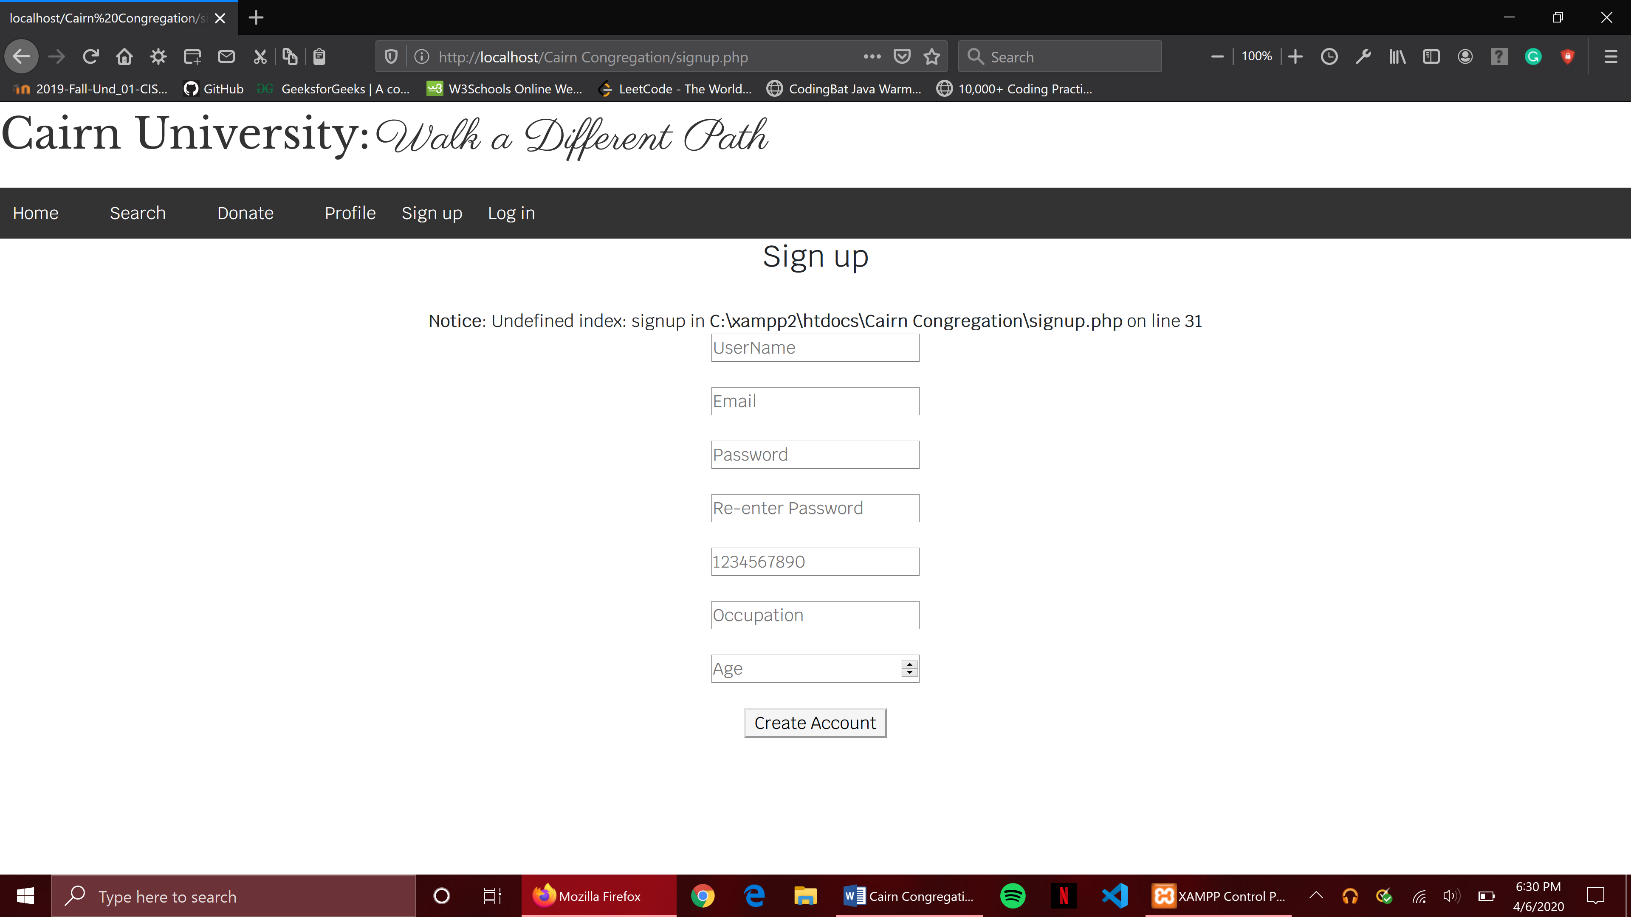 localhost/Cairn%20Congregation/si
http://localhost/Cairn Congregation/signup.php
Search
100%
2019-Fall-Und_01-CIS...
GitHub
GeeksforGeeks | A co...
W3Schools Online We...
LeetCode - The World...
CodingBat Java Warm...
10,000+ Coding Practi...
Cairn University: Walk a Different Path
Home Search Donate Profile Sign up Log in
Sign up
Notice: Undefined index: signup in C:\xampp2\htdocs\Cairn Congregation\signup.php on line 31
UserName
Email
Password
Re-enter Password
1234567890
Occupation
Age
Create Account
Type here to search
Mozilla Firefox
Cairn Congregati...
XAMPP Control P...
6:30 PM
4/6/2020